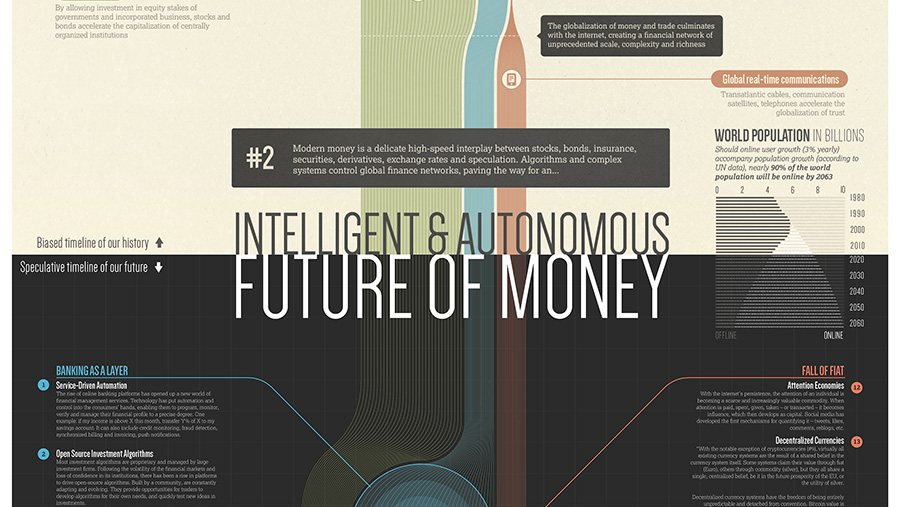 By allowing investment in equity stakes of
governments and incorporated business, stocks and
bonds accelerate the capitalization of centrally
organized institutions
The globalization of money and trade culminates
with the internet, creating a financial network of
unprecedented scale, complexity and richness
Global real-time communications
Transatlantic cables, communication
satellites, telephones accelerate the
globalization of trust
#2
Modern money is a delicate high-speed interplay between stocks, bonds, insurance,
securities, derivatives, exchange rates and speculation. Algorithms and complex
systems control global finance networks, paving the way for an...
WORLD POPULATION IN BILLIONS
Should online user growth (3% yearly)
accompany population growth (according to
UN data), nearly 90% of the world
population will be online by 2063
0 2 4 6 8 10
1980
1990
2000
2010
2020
2030
2040
2050
2060
OFFLINE ONLINE
INTELLIGENT & AUTONOMOUS
FUTURE OF MONEY
Biased timeline of our history
Speculative timeline of our future
BANKING AS A LAYER
1 Service-Driven Automation
The rise of online banking platforms has opened up a new world of
financial management services. Technology has put automation and
control into the consumers' hands, enabling them to program, monitor,
verify and manage their financial profile to a precise degree. One
example: if my income is above X this month, transfer Y% of X to my
savings account. It can also include credit monitoring, fraud detection,
synchronized billing and invoicing, push notifications.
2 Open Source Investment Algorithms
Most investment algorithms are proprietary and managed by large
investment firms. Following the volatility of the financial markets and
loss of confidence in its institutions, there has been a rise in platforms
to drive open-source algorithms. Built by a community, are constantly
adapting and evolving. They provide opportunities for traders to
develop algorithms for their own needs, and quickly test new ideas in
investments.
FALL OF FIAT
Attention Economies 12
With the internet's persistence, the attention of an individual is
becoming a scarce and increasingly valuable commodity. When
attention is paid, spent, given, taken – or transacted – it becomes
influence, which then develops as capital. Social media has
developed the first mechanisms for quantifying it – tweets, likes,
comments, reblogs, etc.
Decentralized Currencies 13
"With the notable exception of cryptocurrencies (#9), virtually all
existing currency systems are the result of a shared belief in the
currency system itself. Some systems claim their value through fiat
(Euro), others through commodity (silver), but they all share a
single, centralized belief, be it in the future prosperity of the EU, or
the utility of silver.
Decentralized currency systems have the freedom of being entirely
unpredictable and detached from convention. Bitcoin value is